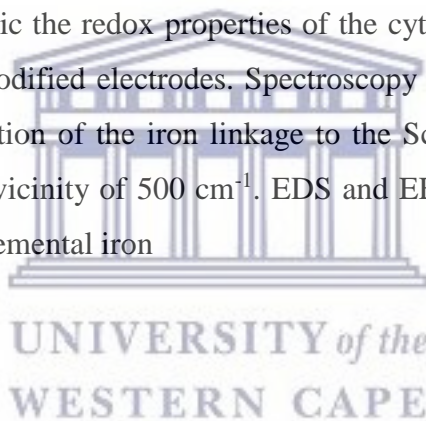 ic the redox properties of the cyt
odified electrodes. Spectroscopy
tion of the iron linkage to the Sc
vicinity of 500 cm⁻¹. EDS and EE
emental iron
UNIVERSITY of the
WESTERN CAPE